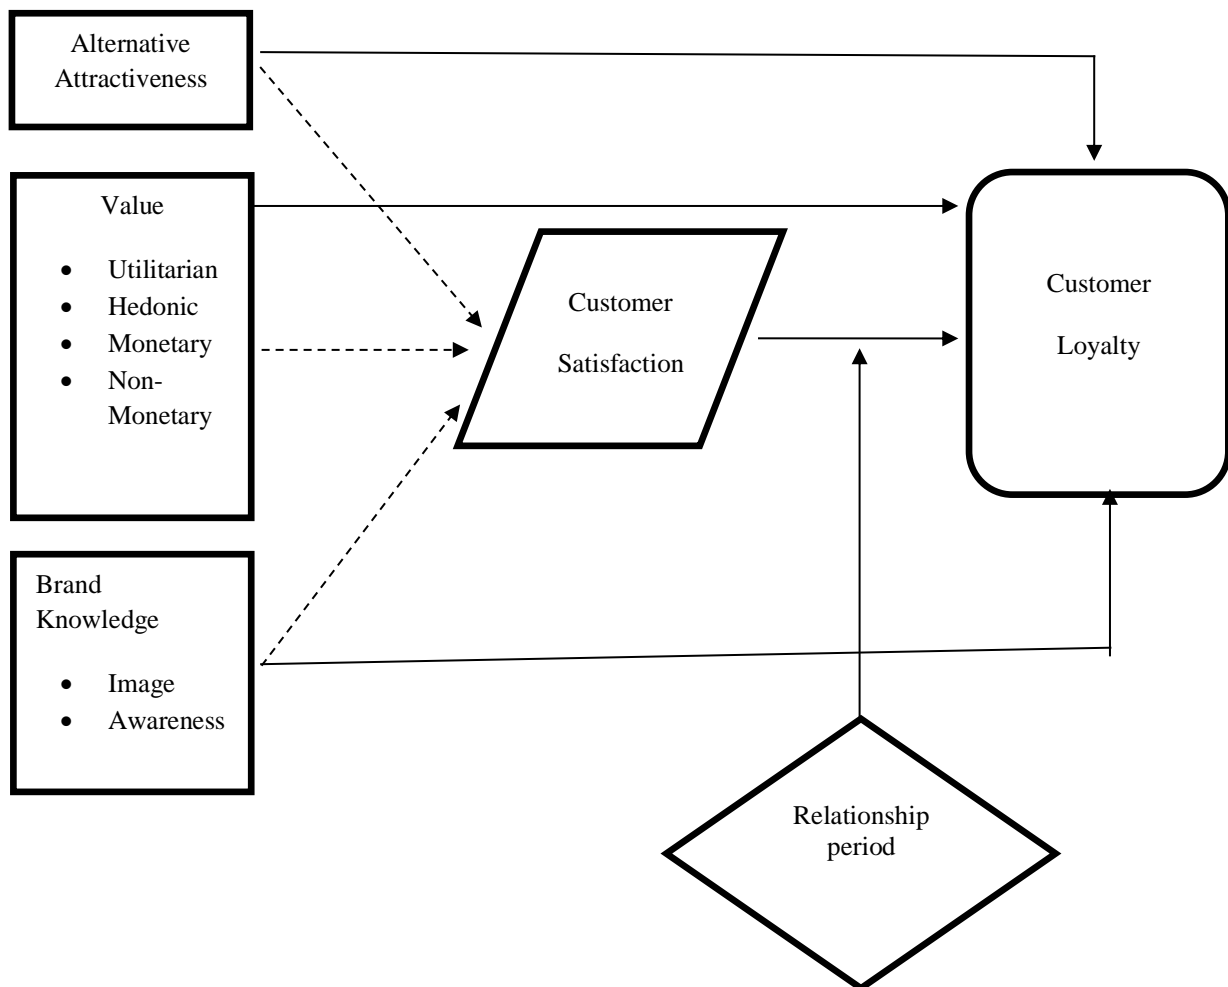 Alternative
Attractiveness
Value
• Utilitarian
• Hedonic
• Monetary
• Non-
Monetary
Customer
Satisfaction
Customer
Loyalty
Brand
Knowledge
• Image
• Awareness
Relationship
period